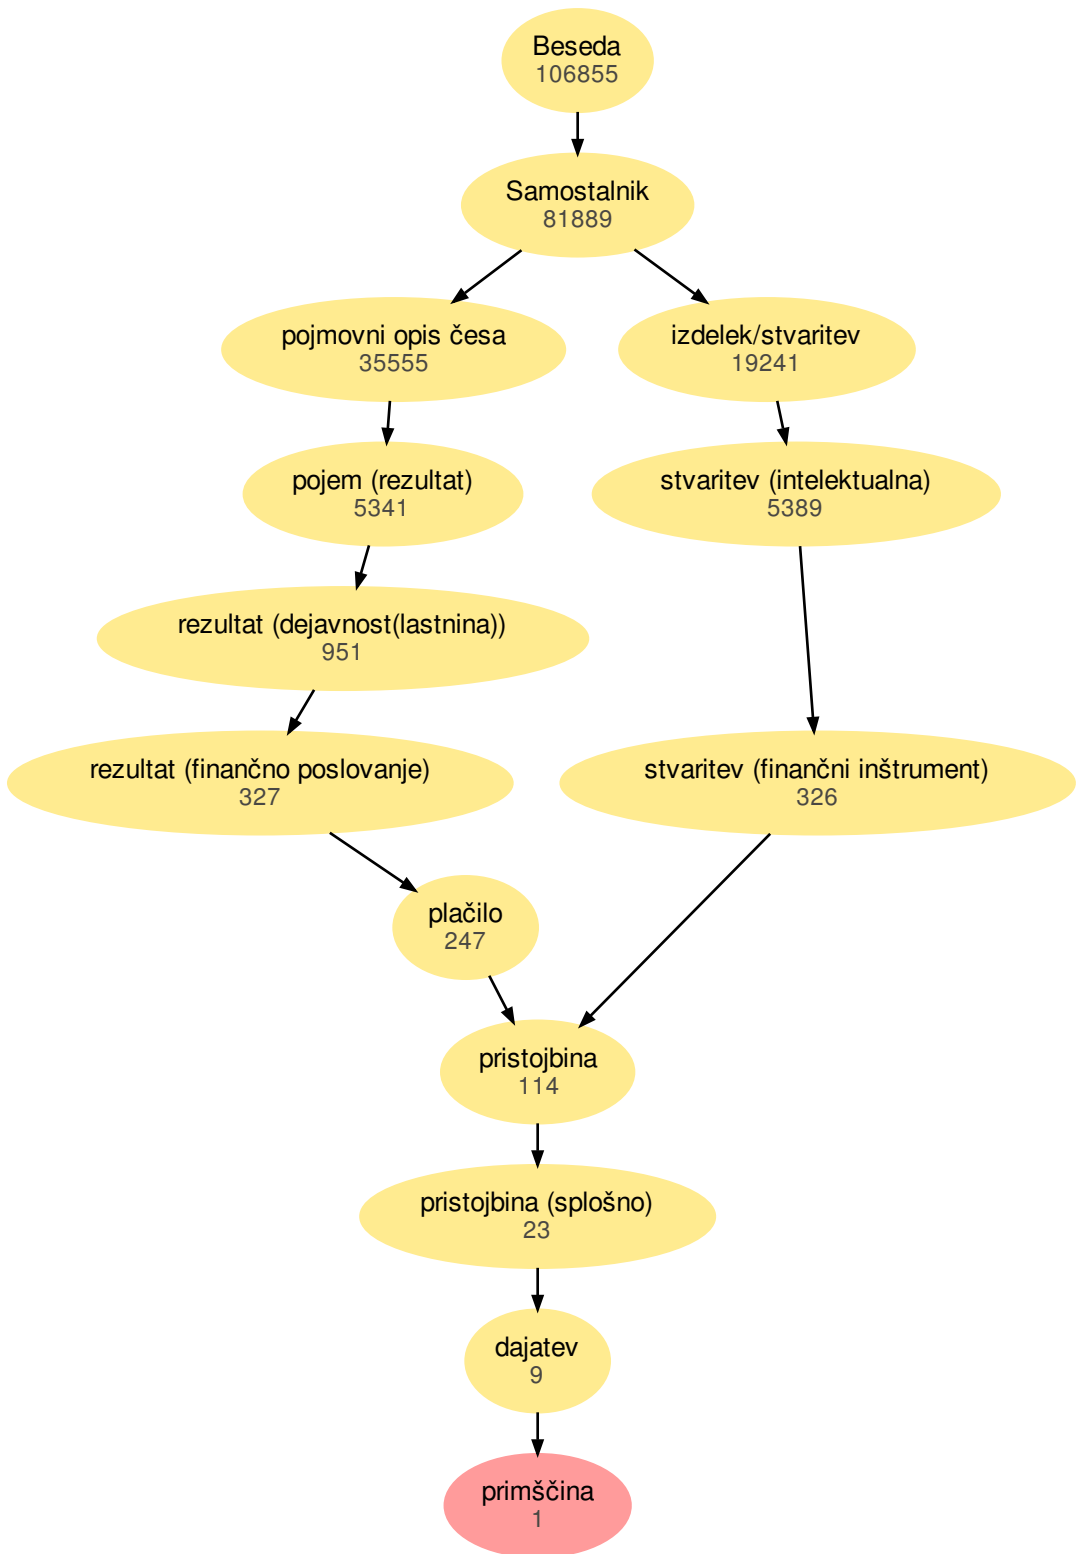 Beseda
106855
Samostalnik
81889
pojmovni opis česa
35555
izdelek/stvaritev
19241
pojem (rezultat)
5341
stvaritev (intelektualna)
5389
rezultat (dejavnost(lastnina))
951
rezultat (finančno poslovanje)
327
stvaritev (finančni inštrument)
326
plačilo
247
pristojbina
114
pristojbina (splošno)
23
dajatev
9
primščina
1